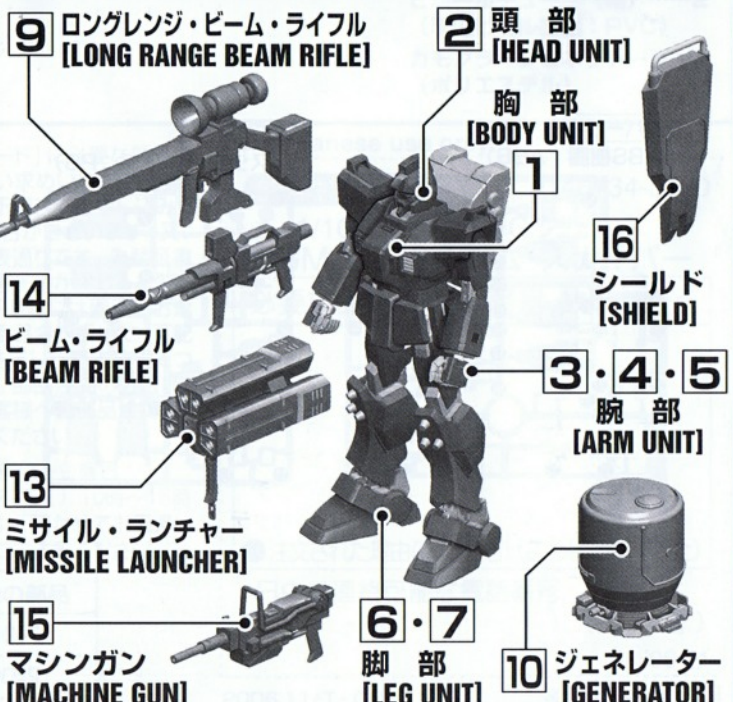 9 ロングレンジ・ビーム・ライフル
[LONG RANGE BEAM RIFLE]
2 頭 部
[HEAD UNIT]
胸 部
[BODY UNIT]
1
16
シールド
[SHIELD]
14
ビーム・ライフル
[BEAM RIFLE]
3・4・5
腕 部
[ARM UNIT]
13
ミサイル・ランチャー
[MISSILE LAUNCHER]
15
マシンガン
[MACHINE GUN]
6・7
脚 部
[LEG UNIT]
10 ジェネレーター
[GENERATOR]